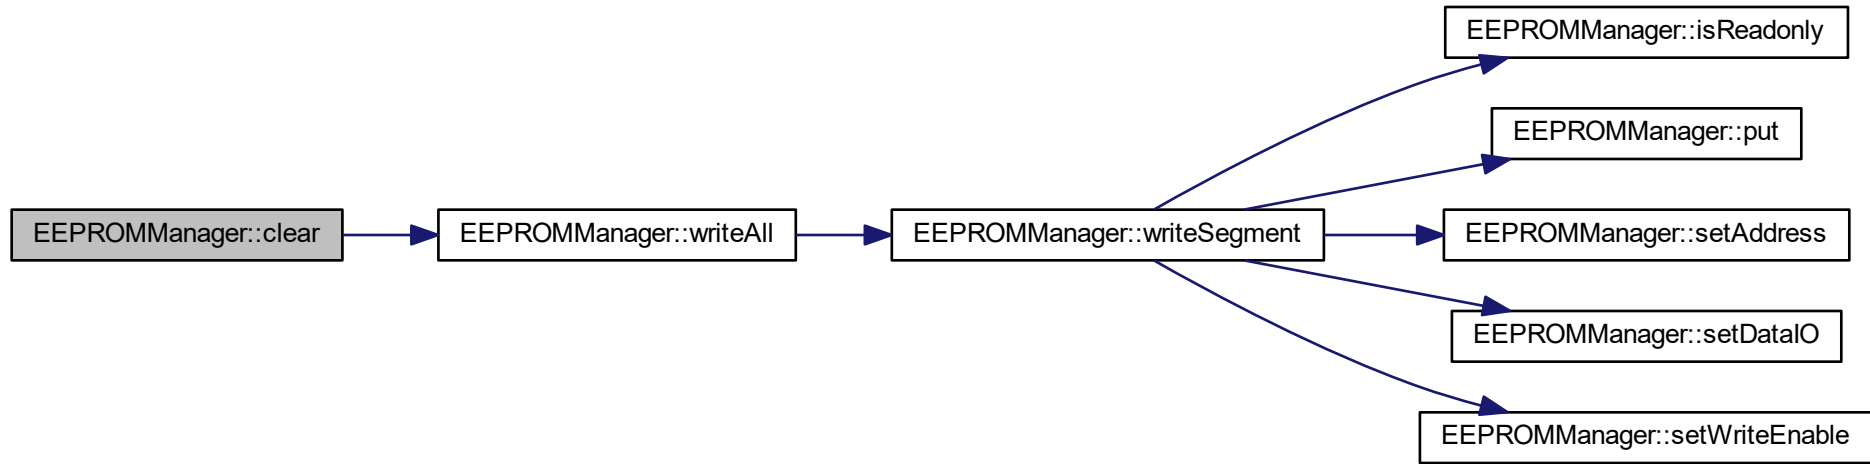 EEPROMManager::clear
EEPROMManager::writeAll
EEPROMManager::writeSegment
EEPROMManager::isReadonly
EEPROMManager::put
EEPROMManager::setAddress
EEPROMManager::setDataIO
EEPROMManager::setWriteEnable